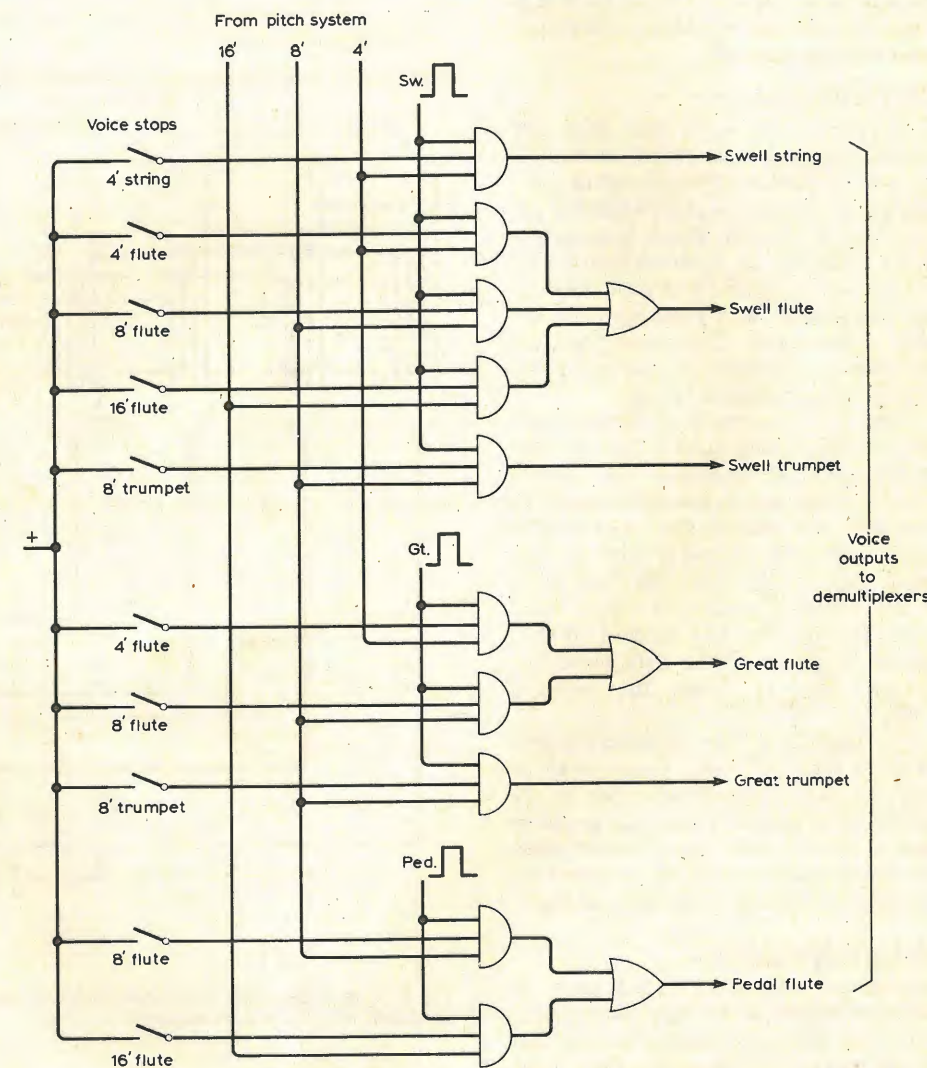 From pitch system
16' 8' 4'
Sw.
Voice stops
4' string
Swell string
4' flute
8' flute
Swell flute
16' flute
8' trumpet
Swell trumpet
+
Gt.
Voice
outputs
to
demultiplexers
4' flute
Great flute
8' flute
8' trumpet
Great trumpet
Ped.
8' flute
Pedal flute
16' flute